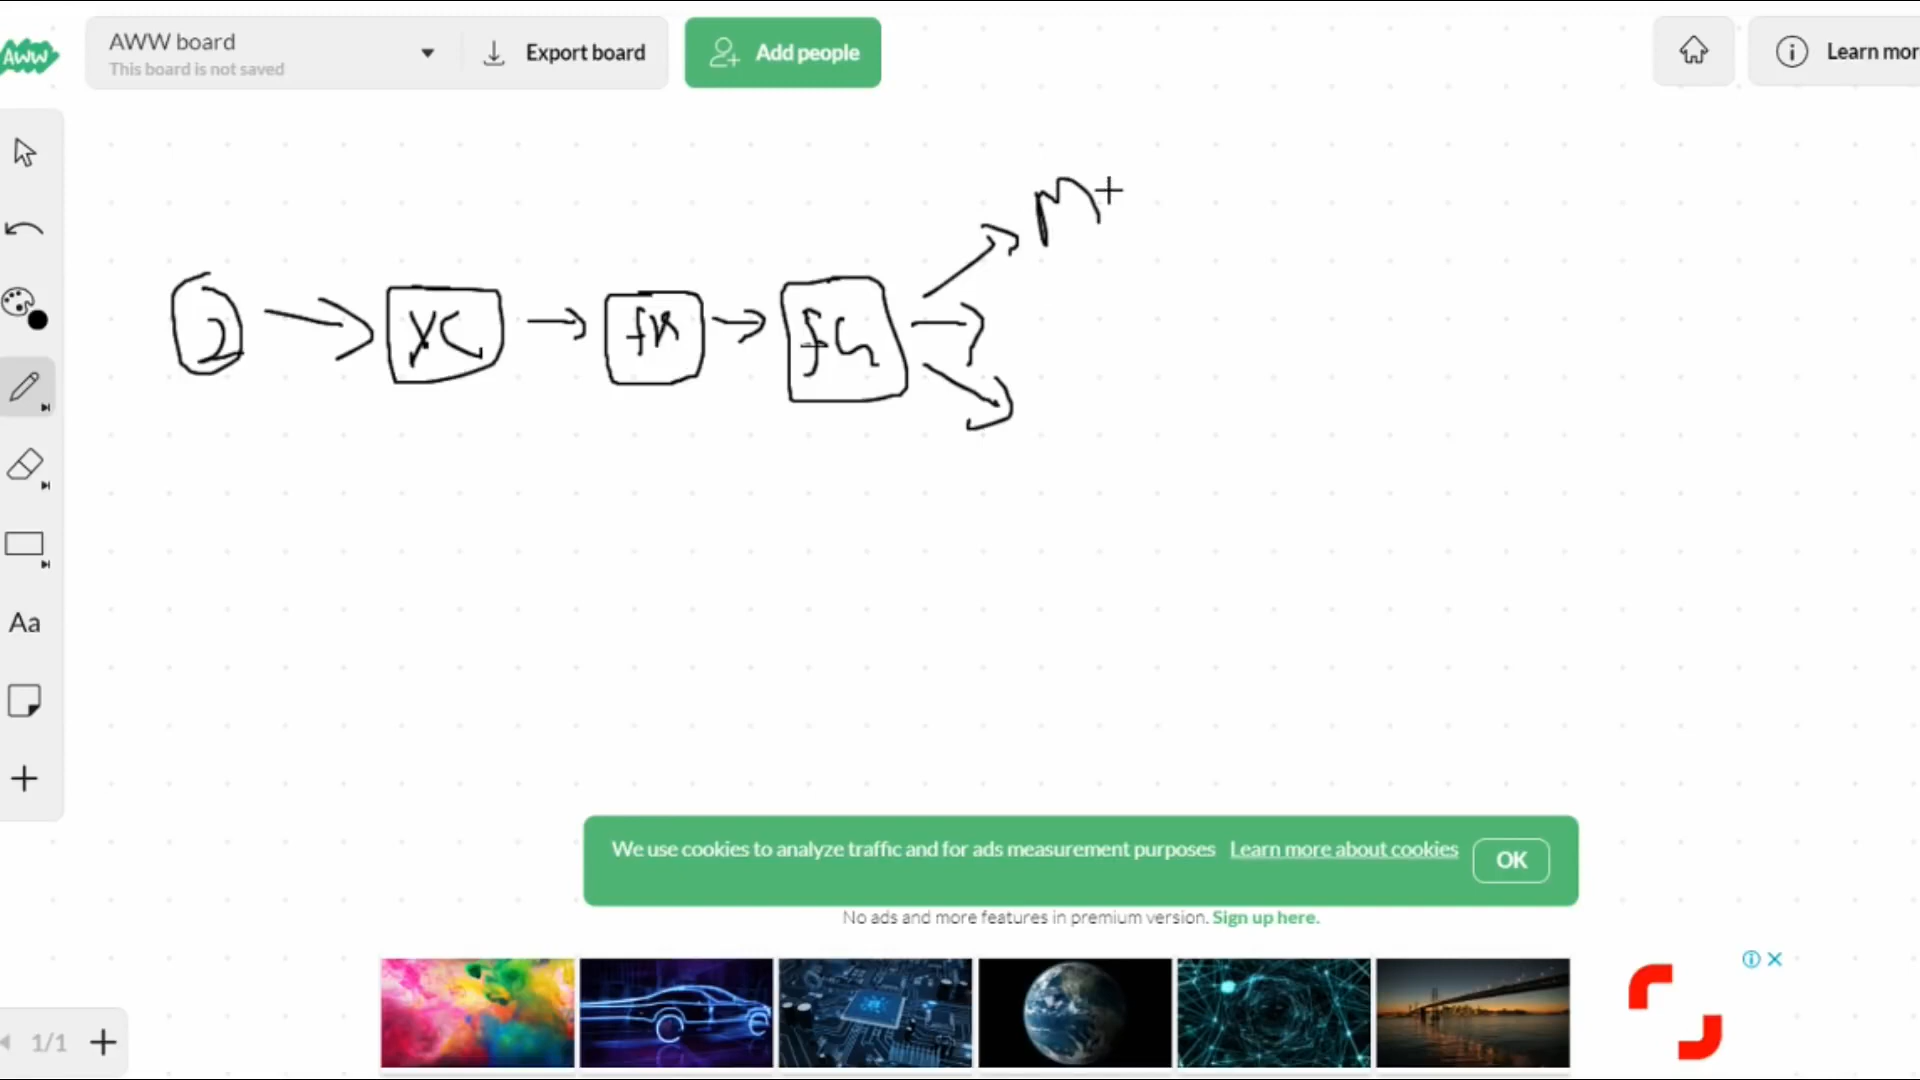 AWW
AWW board
This board is not saved
Export board
Add people
Learn mor
M
2
fG
Aa
We use cookies to analyze traffic and for ads measurement purposes Learn more about cookies
OK
No ads and more features in premium version. Sign up here.
1/1